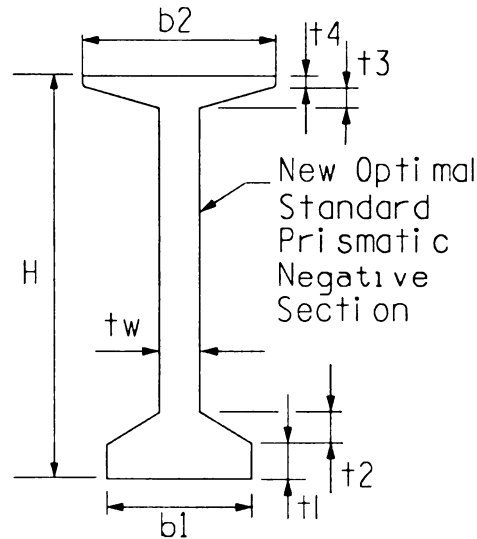 b2
t4
t3
New Optimal
Standard
Prismatic
Negative
Section
H
tw
t2
t1
b1